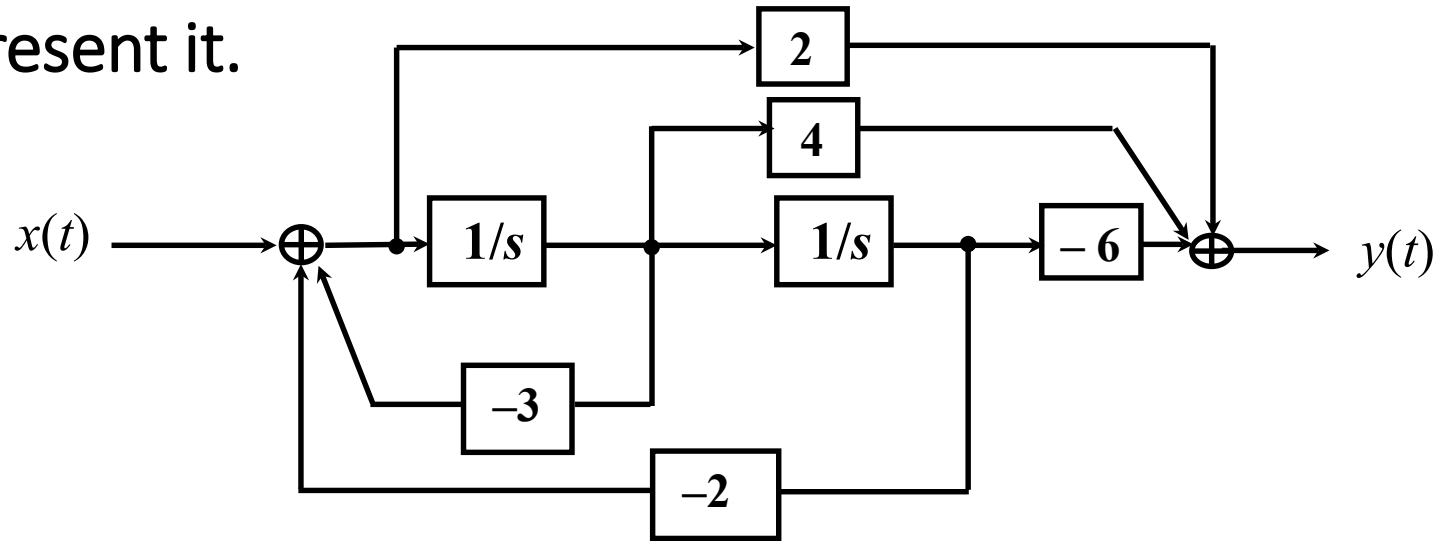 resent it.
2
4
x(t) 1/s 1/s – 6 y(t)
–3
–2